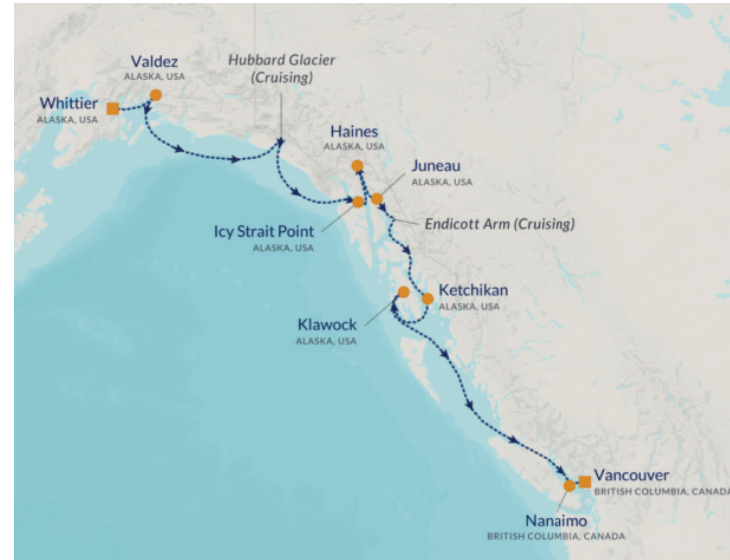 Valdez
ALASKA, USA
Hubbard Glacier
(Cruising)
Whittier
ALASKA, USA
Haines
ALASKA, USA
Juneau
ALASKA, USA
Icy Strait Point
ALASKA, USA
Endicott Arm (Cruising)
Ketchikan
ALASKA, USA
Klawock
ALASKA, USA
Vancouver
BRITISH COLUMBIA, CANADA
Nanaimo
BRITISH COLUMBIA, CANADA